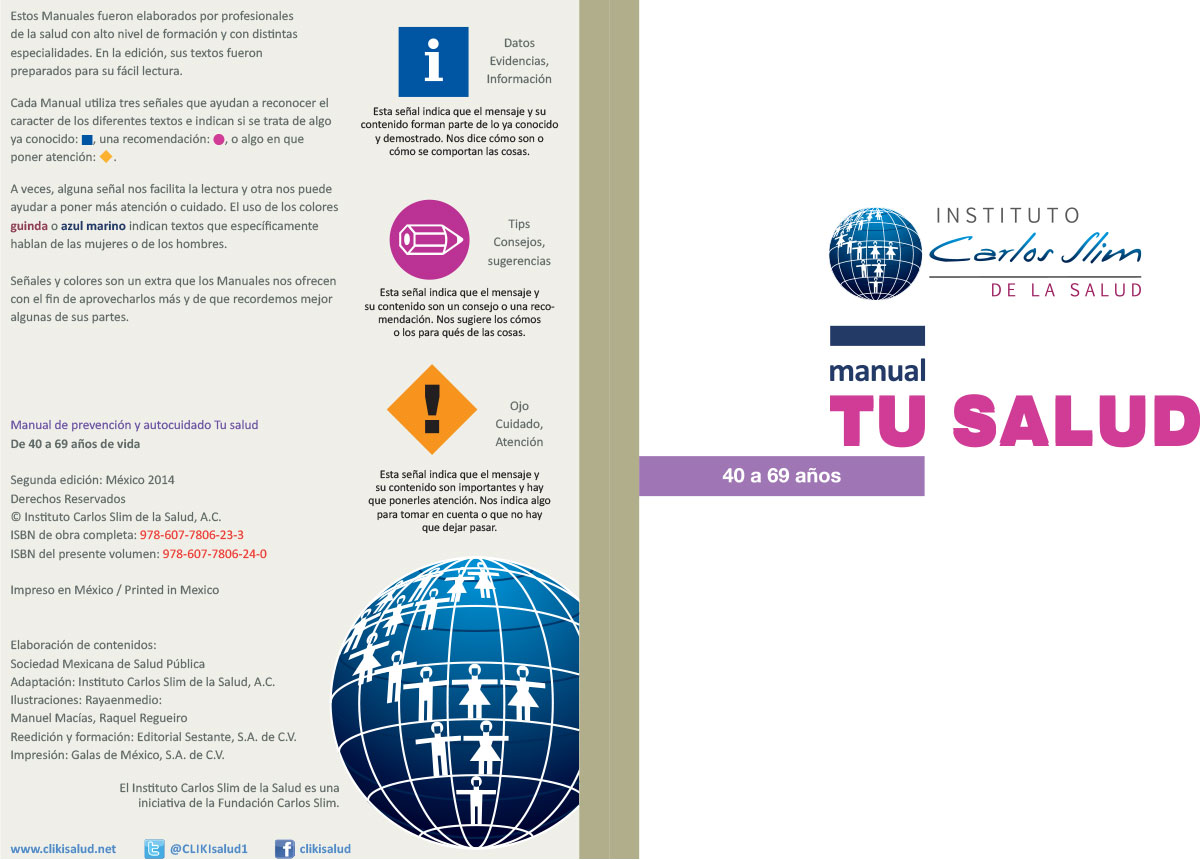 Estos Manuales fueron elaborados por profesionales
de la salud con alto nivel de formación y con distintas
especialidades. En la edición, sus textos fueron
preparados para su fácil lectura.
Cada Manual utiliza tres señales que ayudan a reconocer el
caracter de los diferentes textos e indican si se trata de algo
ya conocido: , una recomendación: , o algo en que
poner atención: .
A veces, alguna señal nos facilita la lectura y otra nos puede
ayudar a poner más atención o cuidado. El uso de los colores
guinda o azul marino indican textos que específicamente
hablan de las mujeres o de los hombres.
Señales y colores son un extra que los Manuales nos ofrecen
con el fin de aprovecharlos más y de que recordemos mejor
algunas de sus partes.
Manual de prevención y autocuidado Tu salud
De 40 a 69 años de vida
Segunda edición: México 2014
Derechos Reservados
© Instituto Carlos Slim de la Salud, A.C.
ISBN de obra completa: 978-607-7806-23-3
ISBN del presente volumen: 978-607-7806-24-0
Impreso en México / Printed in Mexico
Elaboración de contenidos:
Sociedad Mexicana de Salud Pública
Adaptación: Instituto Carlos Slim de la Salud, A.C.
Ilustraciones: Rayaenmedio:
Manuel Macías, Raquel Regueiro
Reedición y formación: Editorial Sestante, S.A. de C.V.
Impresión: Galas de México, S.A. de C.V.
El Instituto Carlos Slim de la Salud es una
iniciativa de la Fundación Carlos Slim.
www.clikisalud.net @CLIKIsalud1 clikisalud
i
Datos
Evidencias,
Información
Esta señal indica que el mensaje y su
contenido forman parte de lo ya conocido
y demostrado. Nos dice cómo son o
cómo se comportan las cosas.
Tips
Consejos,
sugerencias
Esta señal indica que el mensaje y
su contenido son un consejo o una reco-
mendación. Nos sugiere los cómos
o los para qués de las cosas.
!
Ojo
Cuidado,
Atención
Esta señal indica que el mensaje y
su contenido son importantes y hay
que ponerles atención. Nos indica algo
para tomar en cuenta o que no hay
que dejar pasar.
INSTITUTO
Carlos Slim
DE LA SALUD
manual
TU SALUD
40 a 69 años